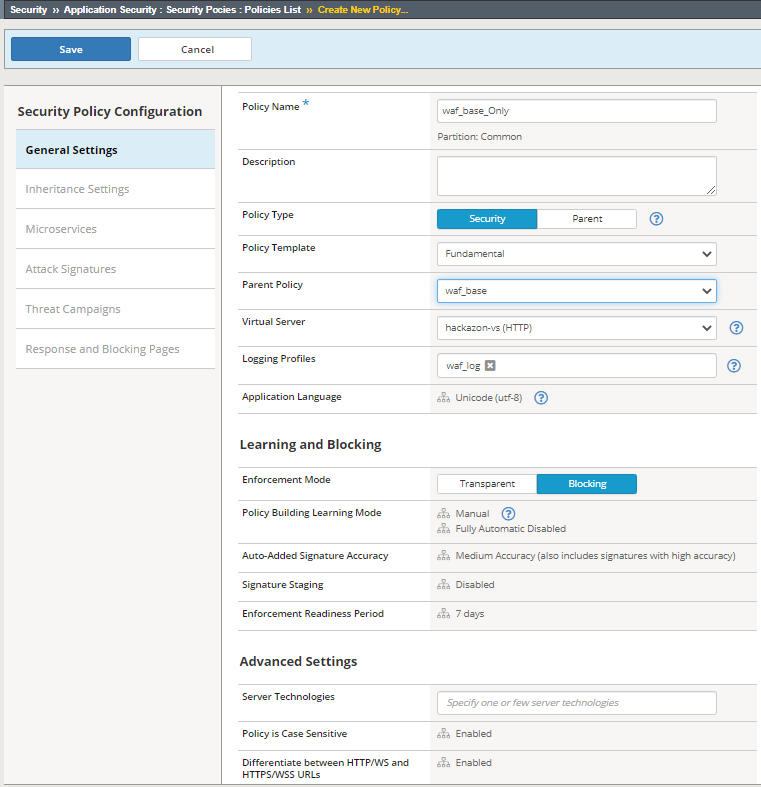 Security » Application Security : Security Pocies : Policies List » Create New Policy...
Save Cancel
Security Policy Configuration
General Settings
Inheritance Settings
Microservices
Attack Signatures
Threat Campaigns
Response and Blocking Pages
Policy Name * waf_base_Only
Partition: Common
Description
Policy Type Security Parent ?
Policy Template Fundamental
Parent Policy waf_base
Virtual Server hackazon-vs (HTTP) ?
Logging Profiles waf_log x ?
Application Language Unicode (utf-8) ?
Learning and Blocking
Enforcement Mode Transparent Blocking
Policy Building Learning Mode Manual ?
Fully Automatic Disabled
Auto-Added Signature Accuracy Medium Accuracy (also includes signatures with high accuracy)
Signature Staging Disabled
Enforcement Readiness Period 7 days
Advanced Settings
Server Technologies Specify one or few server technologies
Policy is Case Sensitive Enabled
Differentiate between HTTP/WS and Enabled
HTTPS/WSS URLs